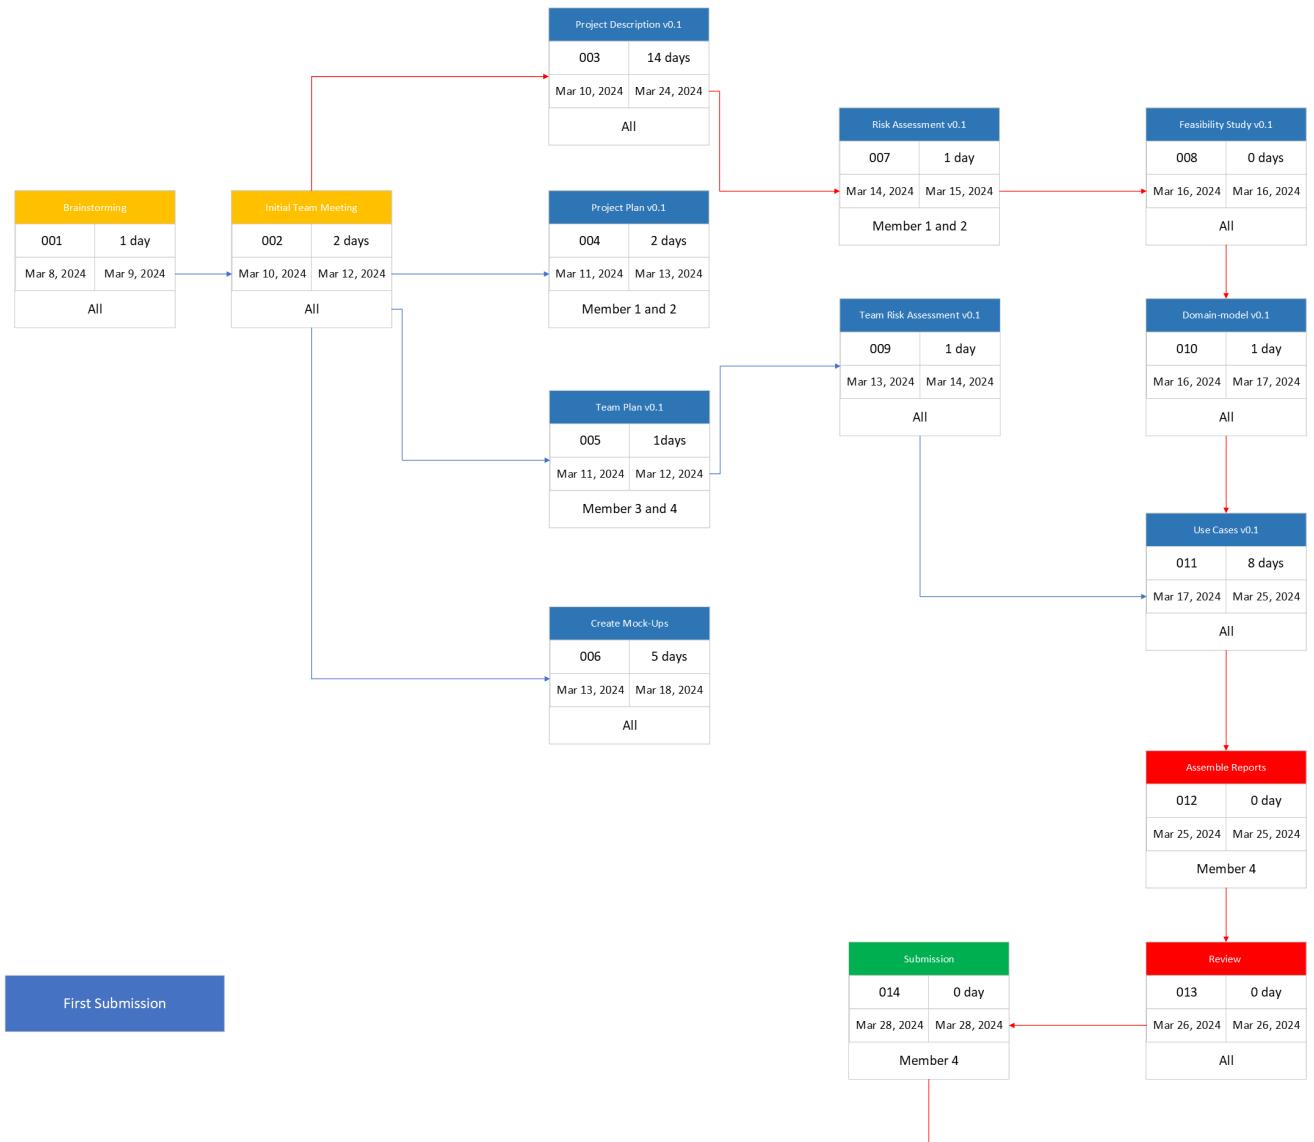 Project Description v0.1
003 14 days
Mar 10, 2024 Mar 24, 2024
All
Risk Assessment v0.1
007 1 day
Mar 14, 2024 Mar 15, 2024
Member 1 and 2
Feasibility Study v0.1
008 0 days
Mar 16, 2024 Mar 16, 2024
All
Brainstorming
001 1 day
Mar 8, 2024 Mar 9, 2024
All
Initial Team Meeting
002 2 days
Mar 10, 2024 Mar 12, 2024
All
Project Plan v0.1
004 2 days
Mar 11, 2024 Mar 13, 2024
Member 1 and 2
Team Risk Assessment v0.1
009 1 day
Mar 13, 2024 Mar 14, 2024
All
Domain-model v0.1
010 1 day
Mar 16, 2024 Mar 17, 2024
All
Team Plan v0.1
005 1days
Mar 11, 2024 Mar 12, 2024
Member 3 and 4
Use Cases v0.1
011 8 days
Mar 17, 2024 Mar 25, 2024
All
Create Mock-Ups
006 5 days
Mar 13, 2024 Mar 18, 2024
All
Assemble Reports
012 0 day
Mar 25, 2024 Mar 25, 2024
Member 4
Submission
014 0 day
Mar 28, 2024 Mar 28, 2024
Member 4
Review
013 0 day
Mar 26, 2024 Mar 26, 2024
All
First Submission